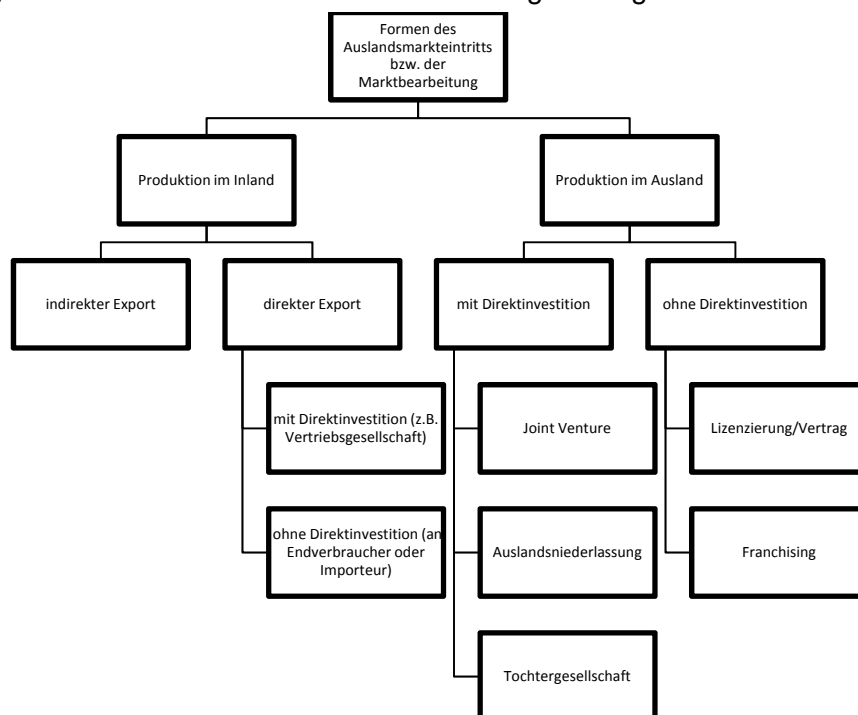 Formen des
Auslandsmarkteintritts
bzw. der
Marktbearbeitung
Produktion im Inland
Produktion im Ausland
indirekter Export
direkter Export
mit Direktinvestition
ohne Direktinvestition
mit Direktinvestition (z.B.
Vertriebsgesellschaft)
Joint Venture
Lizenzierung/Vertrag
ohne Direktinvestition (an
Endverbraucher oder
Importeur)
Auslandsniederlassung
Franchising
Tochtergesellschaft